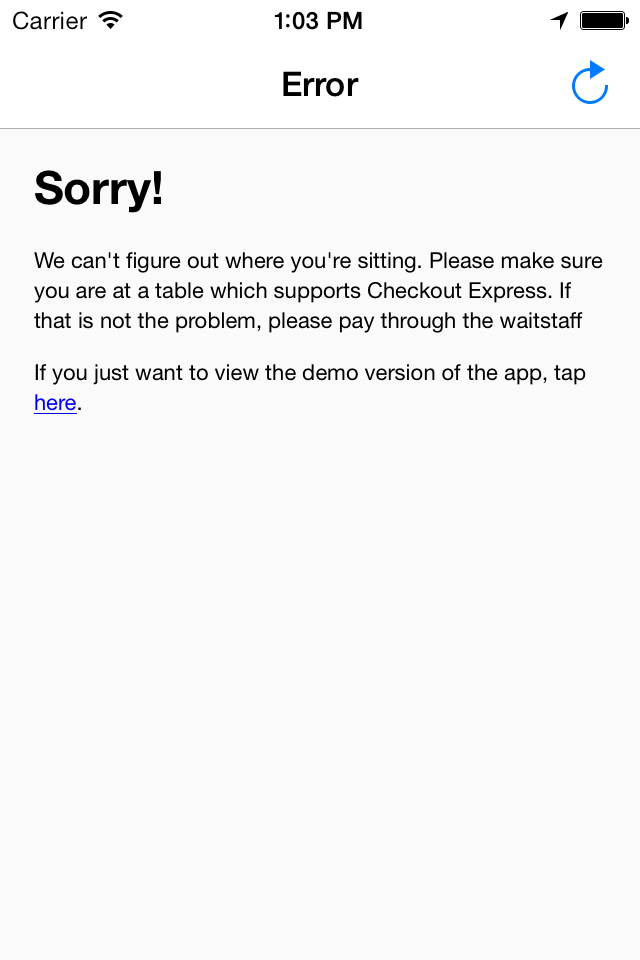 Carrier 1:03 PM
Error
Sorry!
We can't figure out where you're sitting. Please make sure
you are at a table which supports Checkout Express. If
that is not the problem, please pay through the waitstaff
If you just want to view the demo version of the app, tap
here.